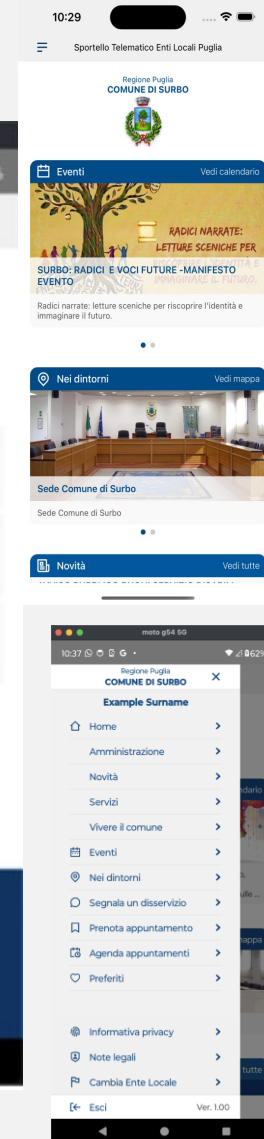 10:29
Sportello Telematico Enti Locali Puglia
Regione Puglia
COMUNE DI SURBO
Eventi
Vedi calendario
RADICI NARRATE:
LETTURE SCENICHE PER
SURBO: RADICI E VOCI FUTURE -MANIFESTO
EVENTO
Radici narrate: letture sceniche per riscoprire l'identità e
immaginare il futuro.
Nei dintorni
Vedi mappa
Sede Comune di Surbo
Sede Comune di Surbo
Novità
Vedi tutte
moto g54 5G
10:37
62%
Regione Puglia
COMUNE DI SURBO
Example Surname
Home
Amministrazione
Novità
Servizi
Vivere il comune
Eventi
Nei dintorni
Segnala un disservizio
Prenota appuntamento
Agenda appuntamenti
Preferiti
Informativa privacy
Note legali
Cambia Ente Locale
Esci
Ver. 1.00